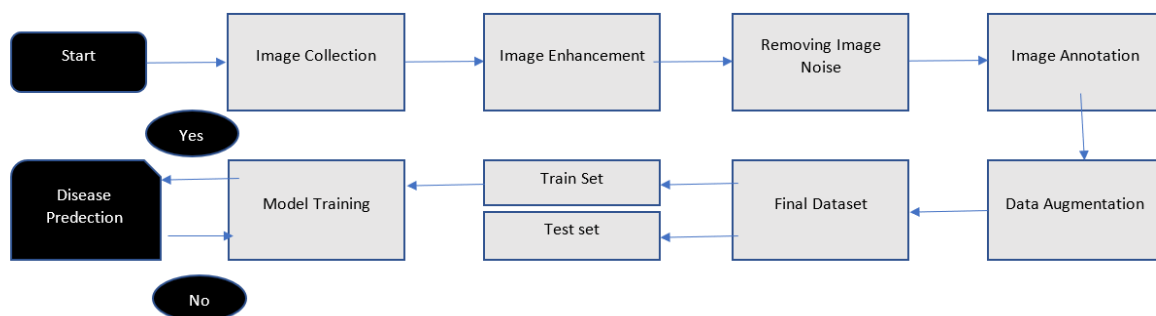 Start
Image Collection
Image Enhancement
Removing Image
Noise
Image Annotation
Yes
Disease
Predection
Model Training
Train Set
Test set
Final Dataset
Data Augmentation
No